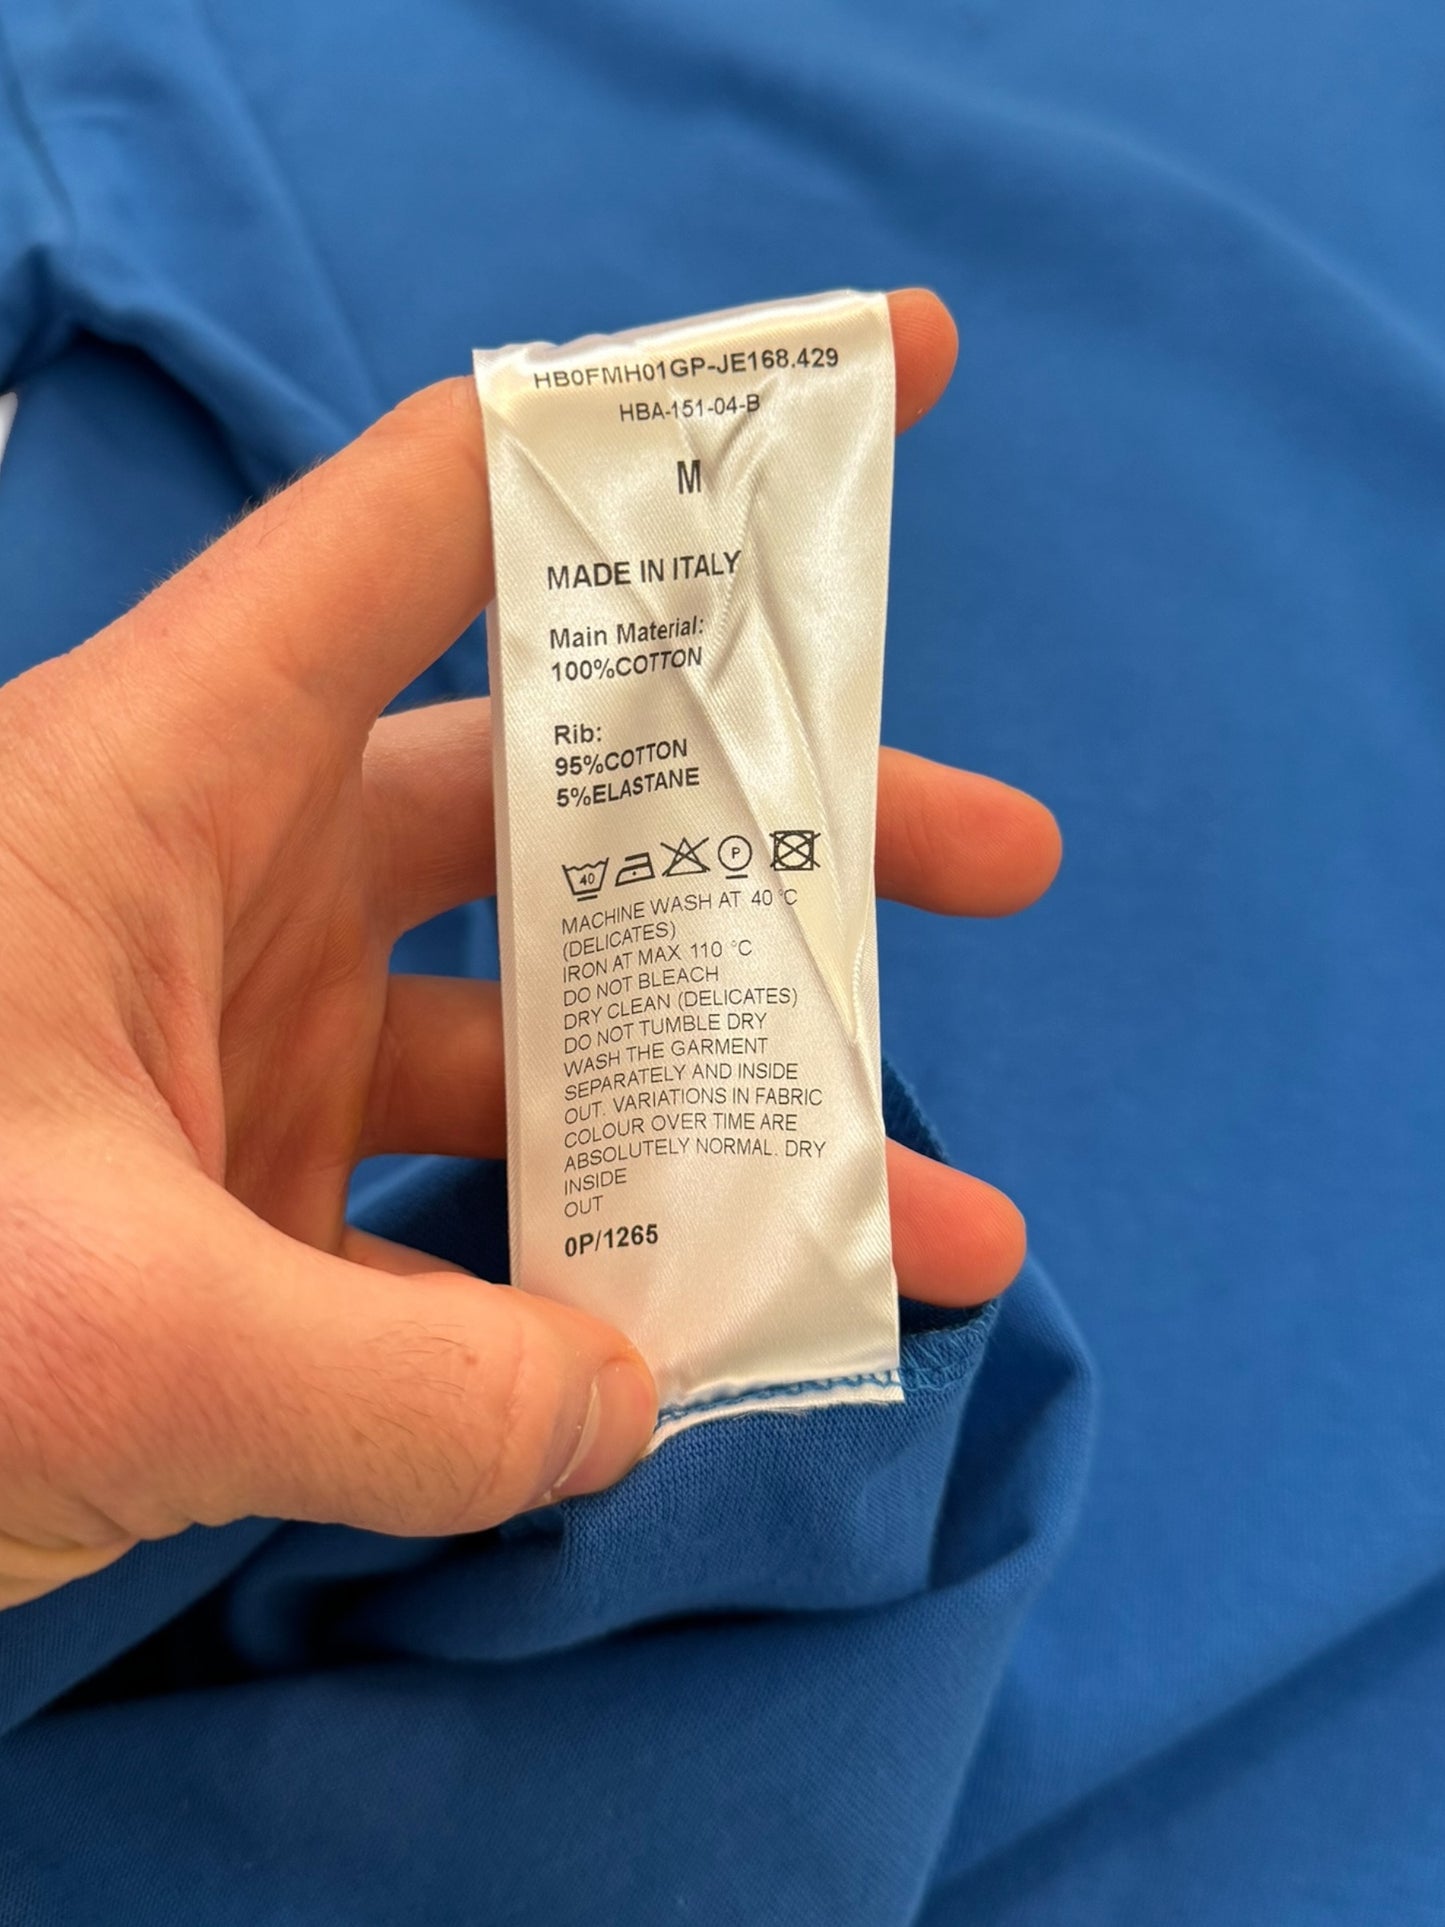 HB0FMH01GP-JE168.429
HBA-151-04-B
M
MADE IN ITALY
Main Material:
100%COTTON
Rib:
95%COTTON
5%ELASTANE
40 P
MACHINE WASH AT 40 °C
(DELICATES)
IRON AT MAX 110 °C
DO NOT BLEACH
DRY CLEAN (DELICATES)
DO NOT TUMBLE DRY
WASH THE GARMENT
SEPARATELY AND INSIDE
OUT. VARIATIONS IN FABRIC
COLOUR OVER TIME ARE
ABSOLUTELY NORMAL. DRY
INSIDE
OUT
0P/1265